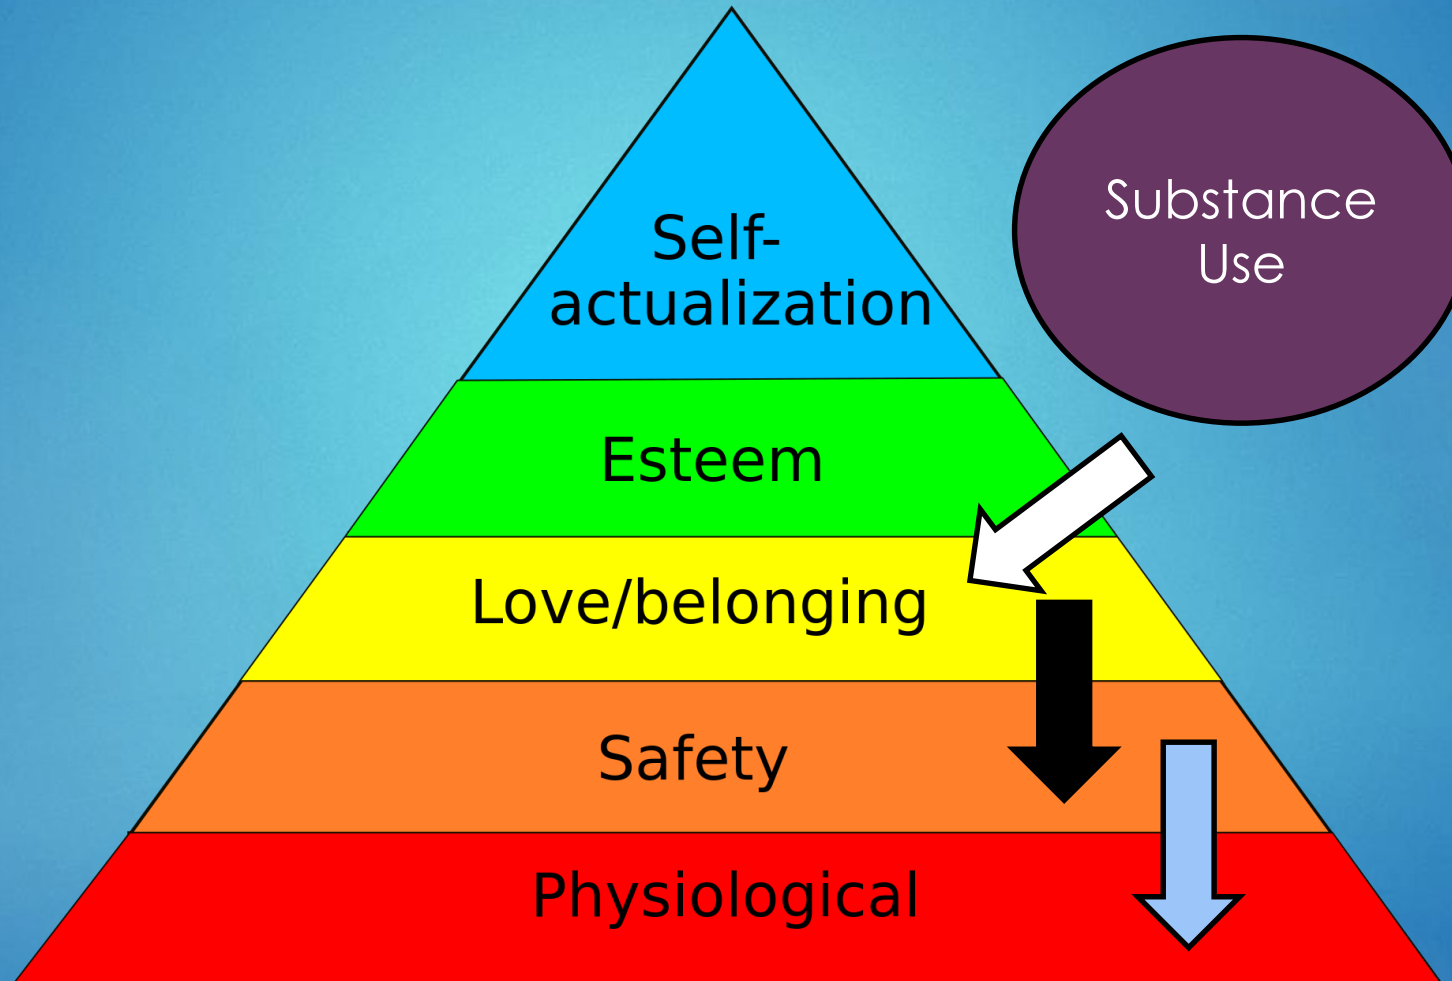 Substance
Use
Self-
actualization
Esteem
Love/belonging
Safety
Physiological